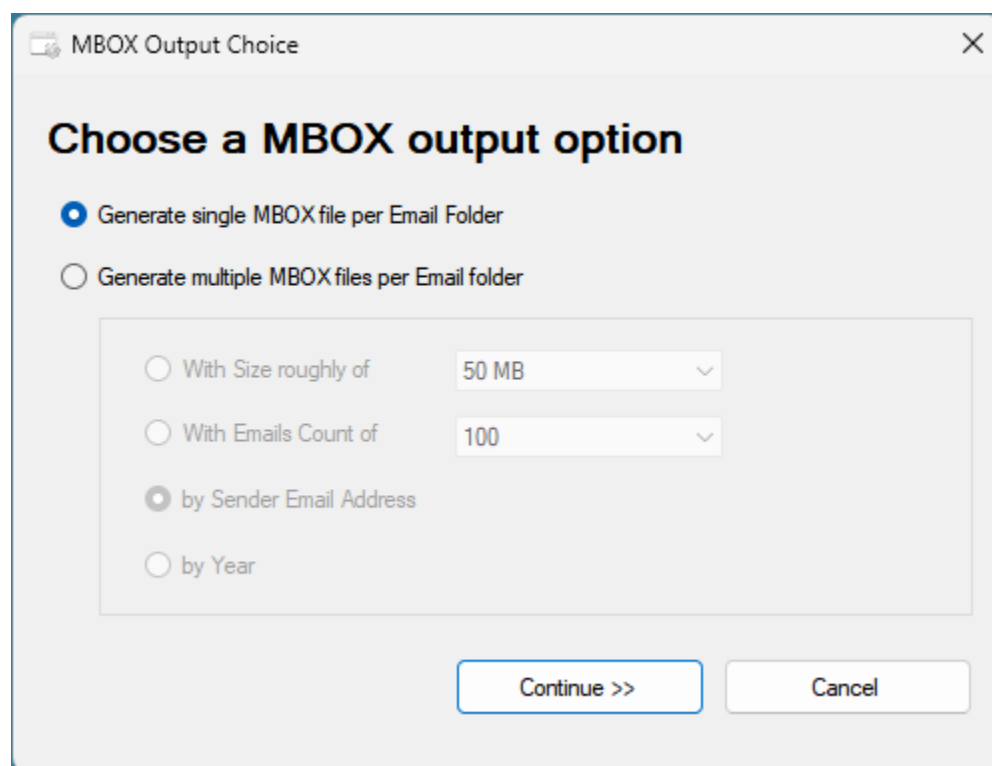 MBOX Output Choice
Choose a MBOX output option
Generate single MBOX file per Email Folder
Generate multiple MBOX files per Email folder
With Size roughly of 50 MB
With Emails Count of 100
by Sender Email Address
by Year
Continue >> Cancel